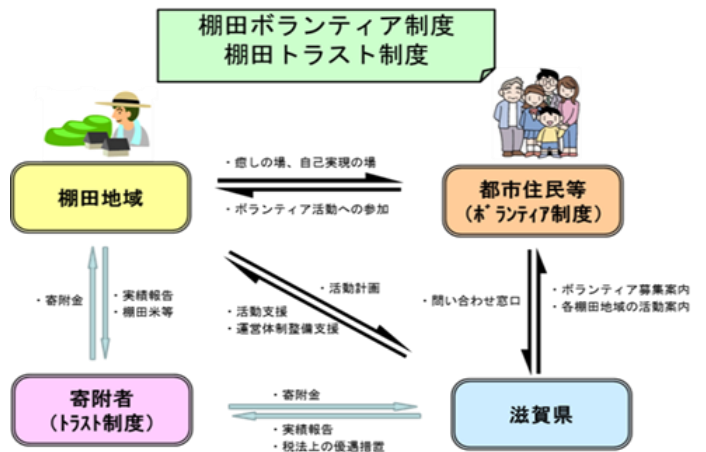 棚田ボランティア制度
棚田トラスト制度
棚田地域
・癒しの場、自己実現の場
・ボランティア活動への参加
都市住民等
（ﾎﾞﾗﾝﾃｨｱ制度）
・寄附金
・実績報告
・棚田米等
・活動計画
・活動支援
・運営体制整備支援
・問い合わせ窓口
・ボランティア募集案内
・各棚田地域の活動案内
寄附者
（ﾄﾗｽﾄ制度）
・寄附金
・実績報告
・税法上の優遇措置
滋賀県